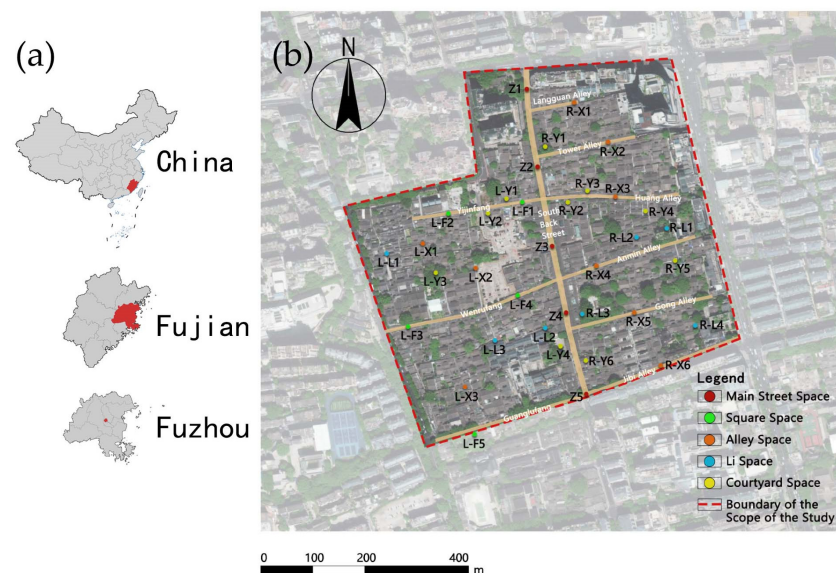 (a)
China
Fujian
Fuzhou
(b)
N
Z1
Langguan Alley
R-X1
R-Y1
Tower Alley
R-X2
Z2
R-Y3
R-X3
L-Y1
L-F1
Huang Alley
Yijinfang
L-F2
L-Y2
South
Back
Street
R-Y2
R-Y4
R-L1
R-L2
L-X1
L-L1
Z3
Anmin Alley
L-Y3
L-X2
R-X4
R-Y5
L-F4
Gong Alley
Wenrufang
Z4
R-L3
R-X5
R-L4
L-F3
L-L2
L-L3
L-Y4
R-Y6
Jibi Alley
R-X6
L-X3
Z5
Guanglufang
L-F5
Legend
Main Street Space
Square Space
Alley Space
Li Space
Courtyard Space
Boundary of the
Scope of the Study
0 100 200 400
m